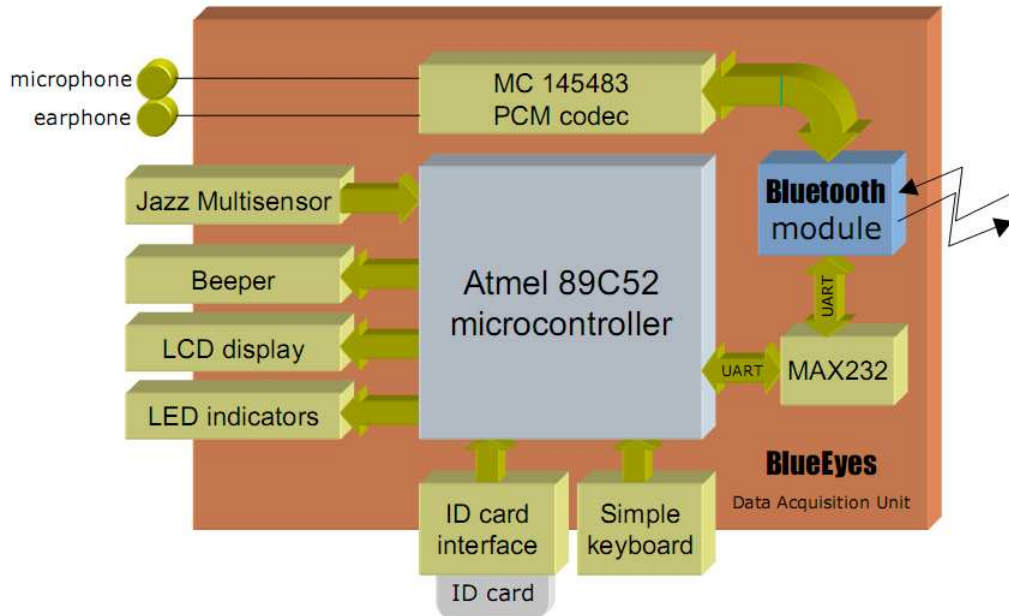 microphone
earphone
MC 145483
PCM codec
Jazz Multisensor
Beeper
LCD display
LED indicators
Atmel 89C52
microcontroller
Bluetooth
module
UART
UART
MAX232
BlueEyes
Data Acquisition Unit
ID card
interface
ID card
Simple
keyboard